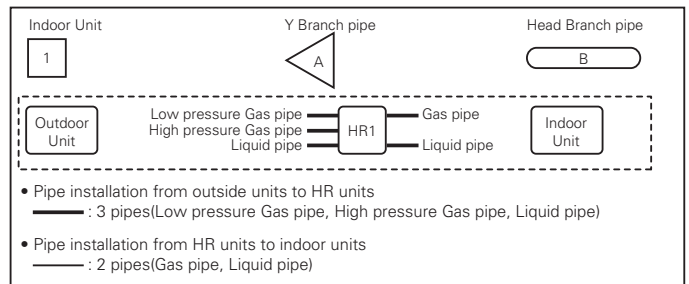 Indoor Unit
Y Branch pipe
Head Branch pipe
1
A
B
Outdoor
Unit
Low pressure Gas pipe
High pressure Gas pipe
Liquid pipe
HR1
Gas pipe
Liquid pipe
Indoor
Unit
• Pipe installation from outside units to HR units
: 3 pipes(Low pressure Gas pipe, High pressure Gas pipe, Liquid pipe)
• Pipe installation from HR units to indoor units
: 2 pipes(Gas pipe, Liquid pipe)